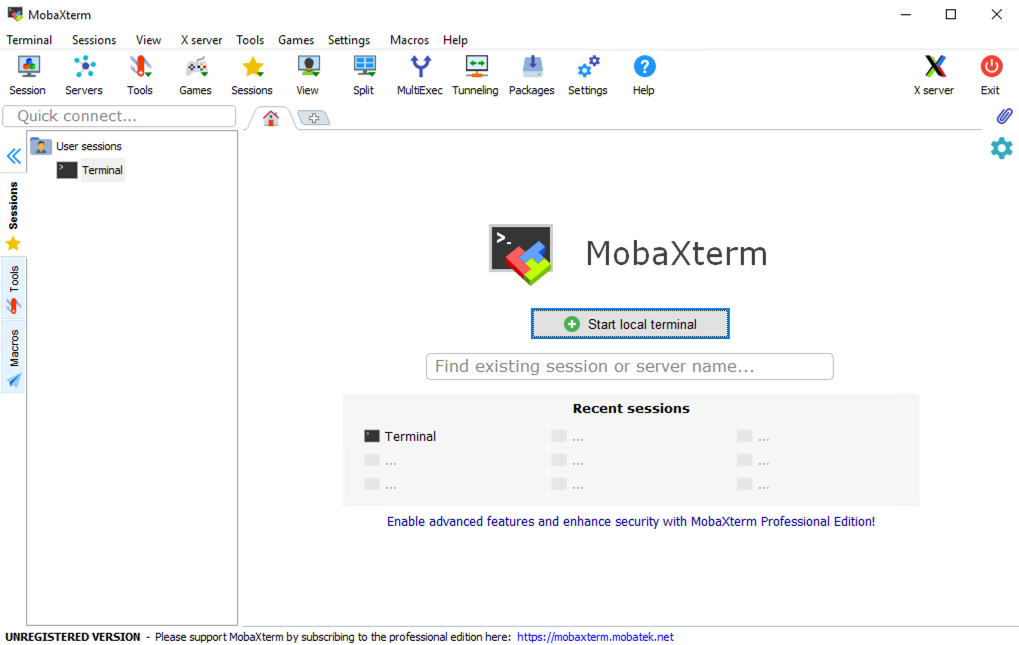 MobaXterm
Terminal Sessions View X server Tools Games Settings Macros Help
Session Servers Tools Games Sessions View Split MultiExec Tunneling Packages Settings Help X server Exit
Quick connect...
User sessions
Terminal
Sessions
Tools
Macros
>_
MobaXterm
Start local terminal
Find existing session or server name...
Recent sessions
Terminal ... ...
... ... ...
... ... ...
Enable advanced features and enhance security with MobaXterm Professional Edition!
UNREGISTERED VERSION - Please support MobaXterm by subscribing to the professional edition here: https://mobaxterm.mobatek.net